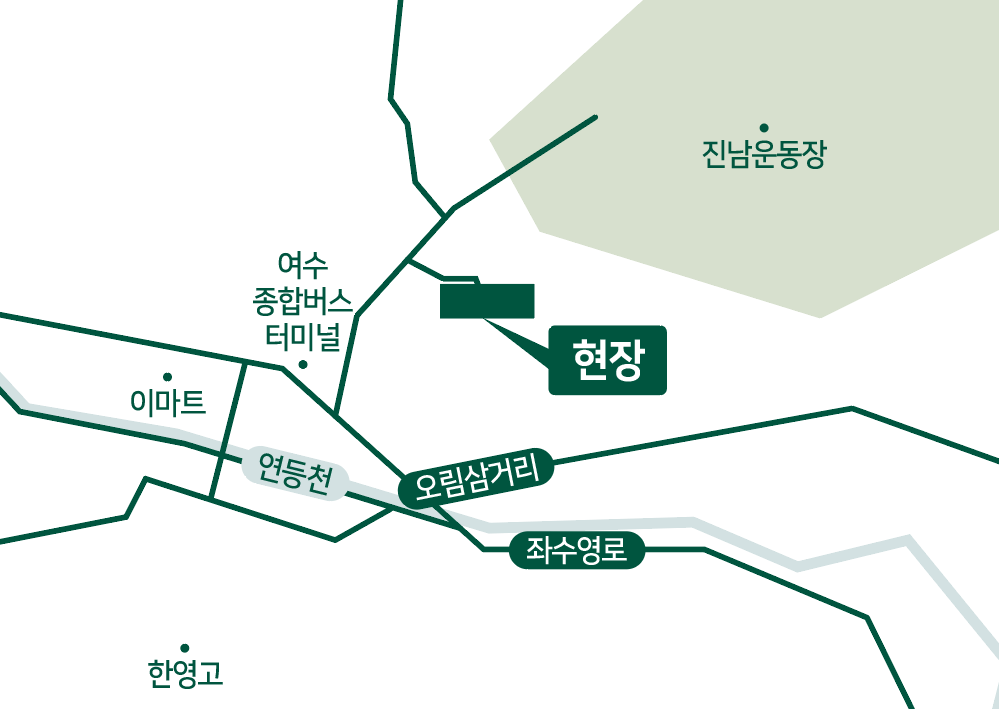 진남운동장
여수
종합버스
터미널
현장
이마트
연등천
오림삼거리
좌수영로
한영고